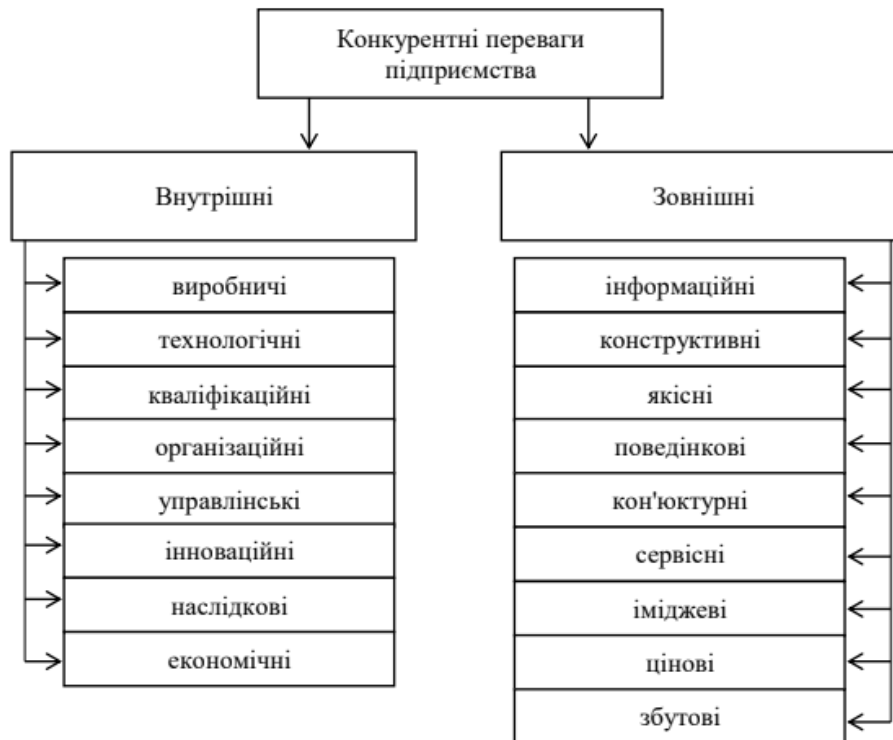 Конкурентні переваги
підприємства
Внутрішні
Зовнішні
виробничі
технологічні
кваліфікаційні
організаційні
управлінські
інноваційні
наслідкові
економічні
інформаційні
конструктивні
якісні
поведінкові
кон'юктурні
сервісні
іміджеві
цінові
збутові